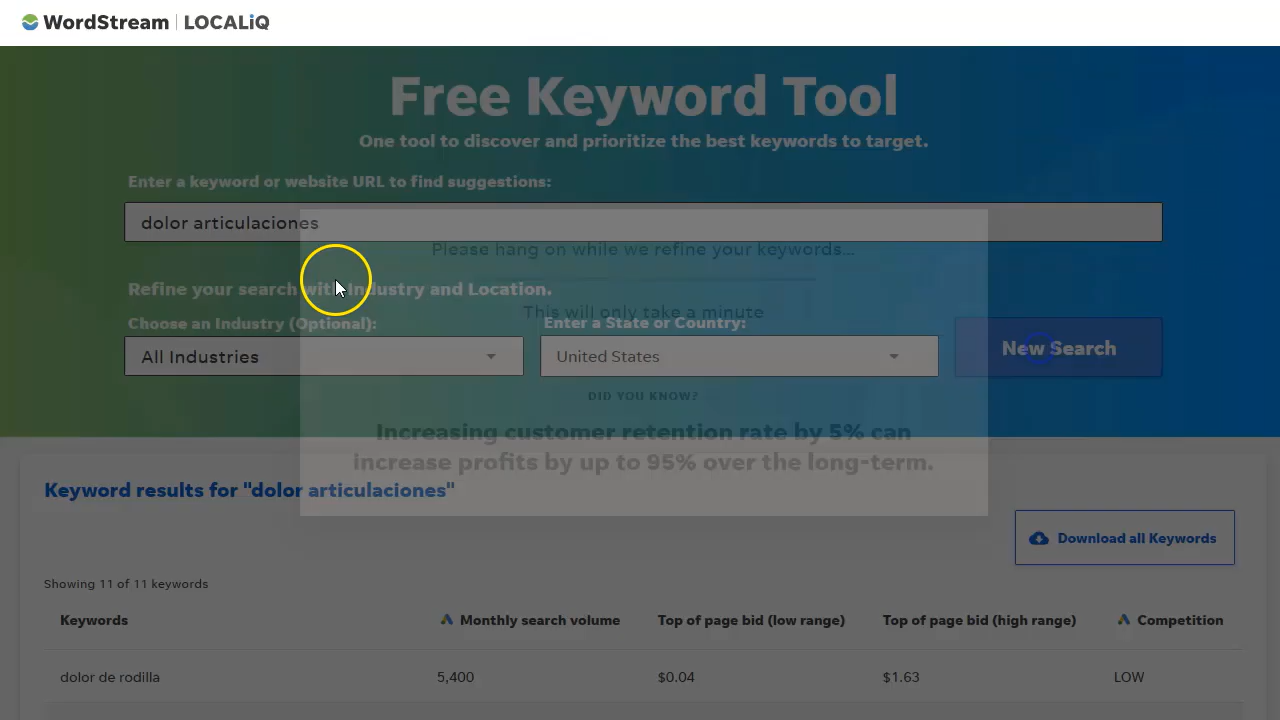 WordStream | LOCALiQ
Free Keyword Tool
One tool to discover and prioritize the best keywords to target.
Enter a keyword or website URL to find suggestions:
dolor articulaciones
Please hang on while we refine your keywords...
Refine your search with Industry and Location.
This will only take a minute
Choose an Industry (Optional):
Enter a State or Country:
All Industries
United States
New Search
DID YOU KNOW?
Increasing customer retention rate by 5% can
increase profits by up to 95% over the long-term.
Keyword results for "dolor articulaciones"
Download all Keywords
Showing 11 of 11 keywords
Keywords Monthly search volume Top of page bid (low range) Top of page bid (high range) Competition
dolor de rodilla 5,400 $0.04 $1.63 LOW